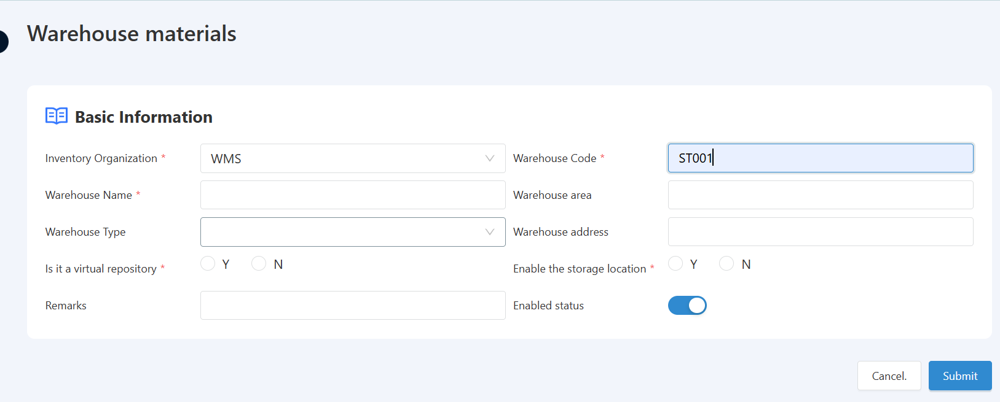 Warehouse materials
Basic Information
Inventory Organization * WMS Warehouse Code * ST001
Warehouse Name * Warehouse area
Warehouse Type Warehouse address
Is it a virtual repository * Y N Enable the storage location * Y N
Remarks Enabled status
Cancel. Submit